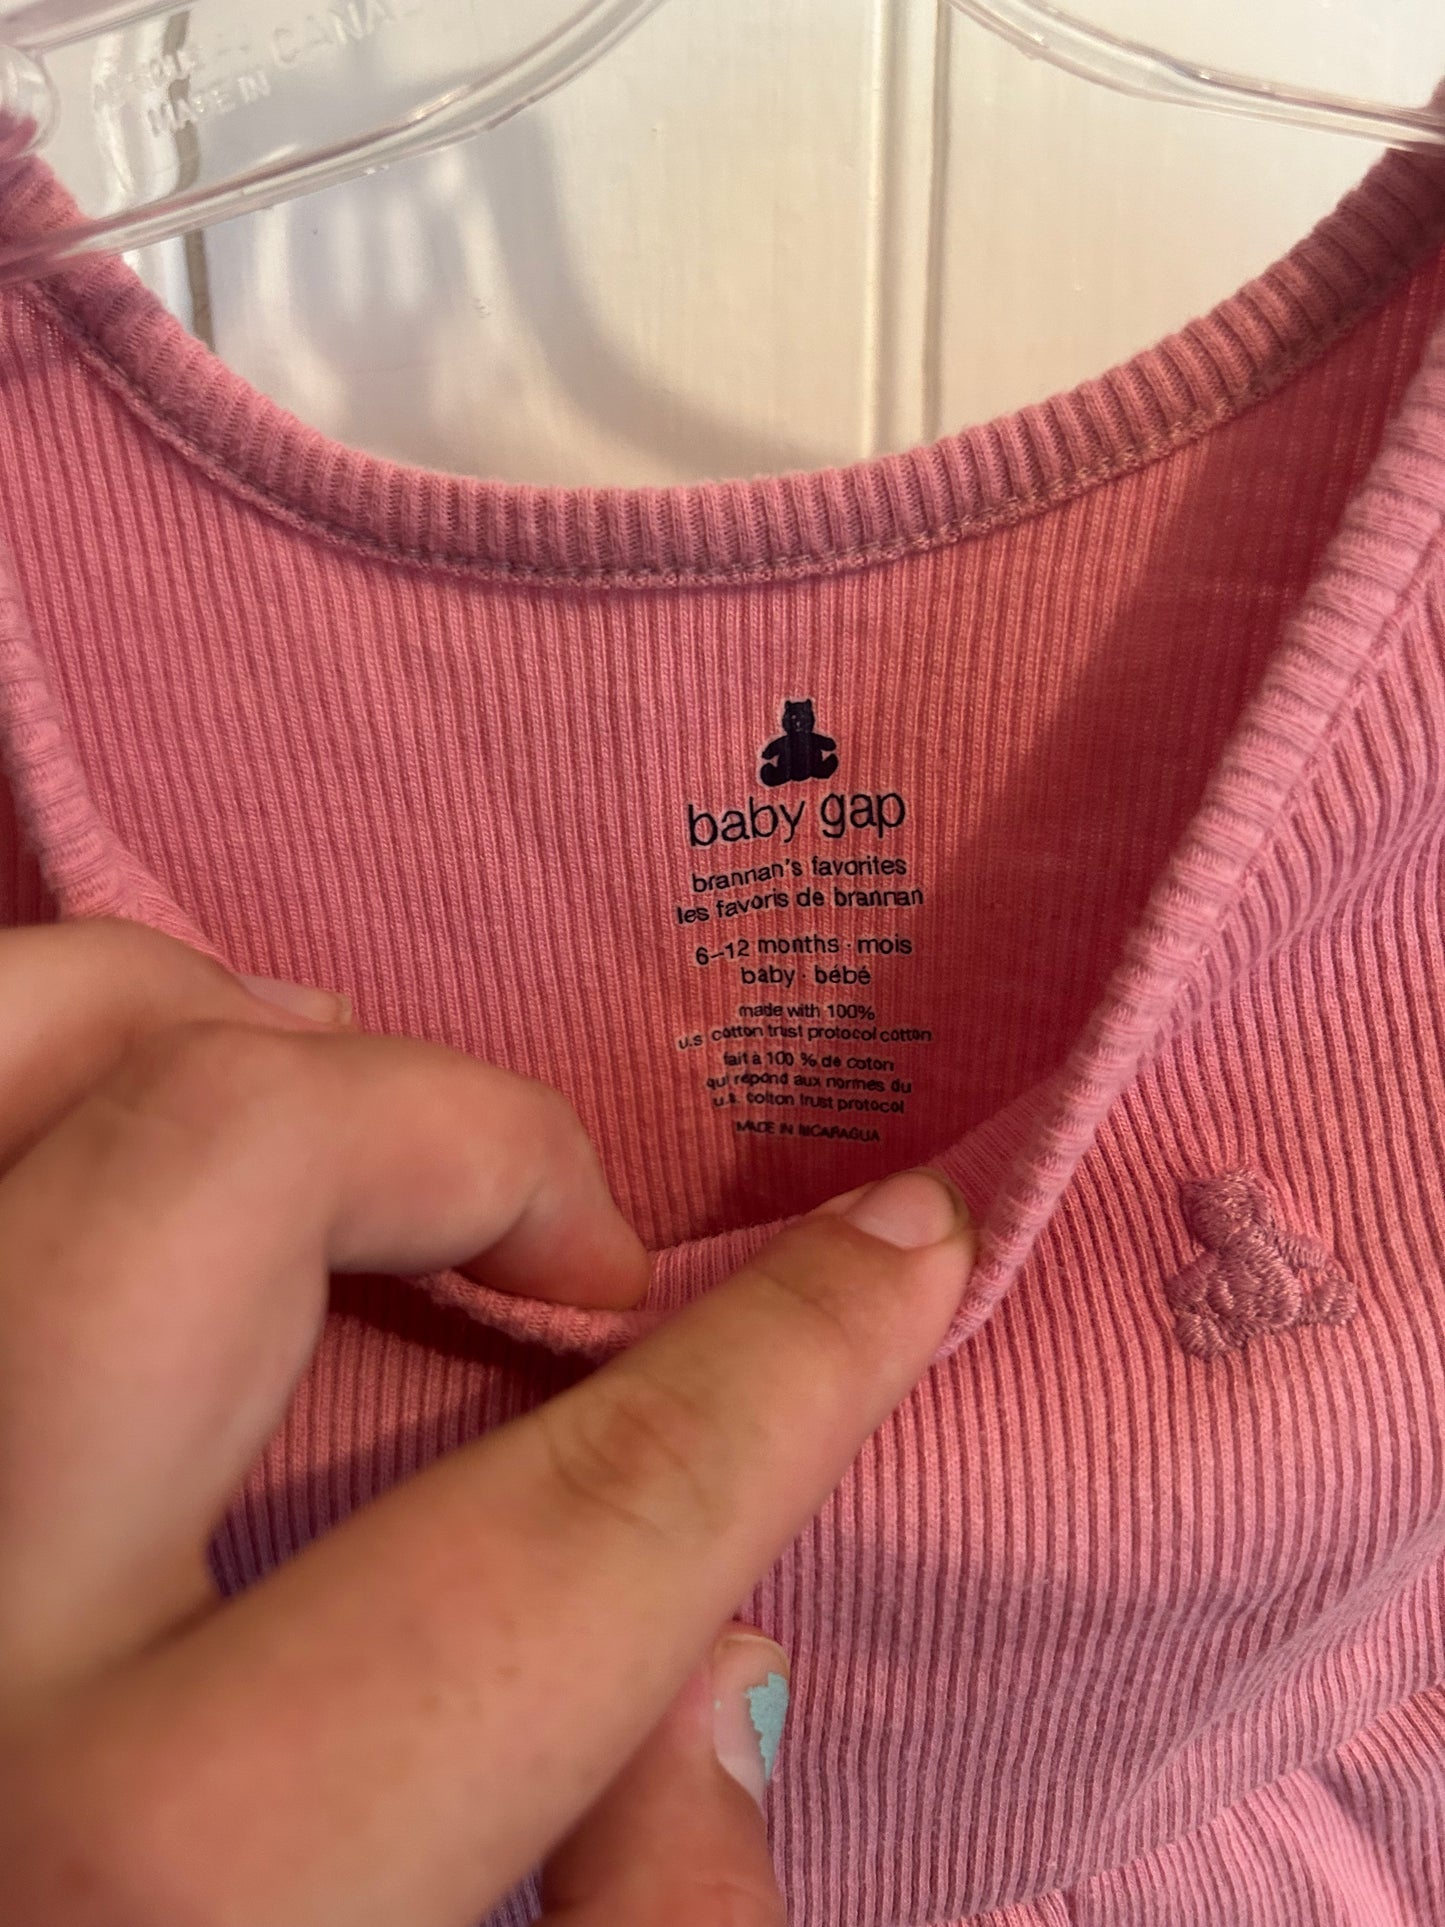 MADE IN CANA
baby gap
brannan's favorites
les favoris de brannan
6–12 months · mois
baby · bébé
made with 100%
u.s. cotton trust protocol cotton
fait à 100 % de coton
qui répond aux normes du
u.s. cotton trust protocol
MADE IN NICARAGUA